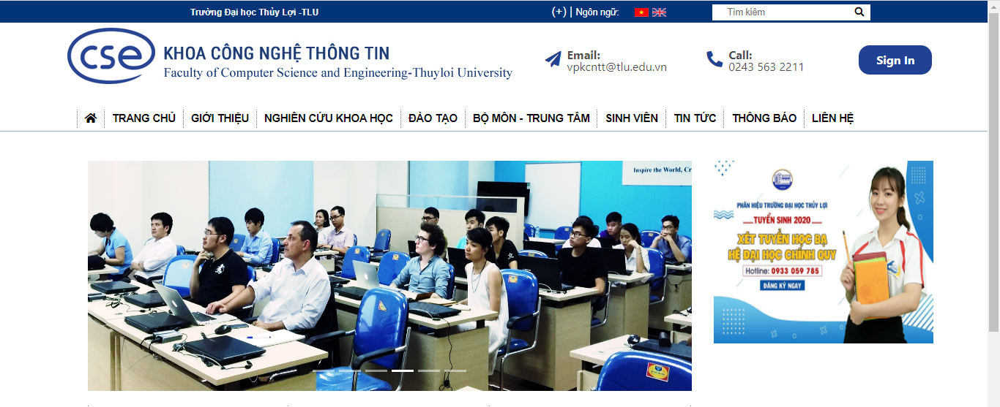 Trường Đại học Thủy Lợi -TLU
(+) | Ngôn ngữ:
Tìm kiếm
cse
KHOA CÔNG NGHỆ THÔNG TIN
Faculty of Computer Science and Engineering-Thuyloi University
Email:
vpkcntt@tlu.edu.vn
Call:
0243 563 2211
Sign In
TRANG CHỦ
GIỚI THIỆU
NGHIÊN CỨU KHOA HỌC
ĐÀO TẠO
BỘ MÔN - TRUNG TÂM
SINH VIÊN
TIN TỨC
THÔNG BÁO
LIÊN HỆ
Inspire the World, Cr
PHÂN HIỆU TRƯỜNG ĐẠI HỌC THỦY LỢI
TUYỂN SINH 2020
XÉT TUYỂN HỌC BẠ
HỆ ĐẠI HỌC CHÍNH QUY
Hotline: 0933 059 785
ĐĂNG KÝ NGAY